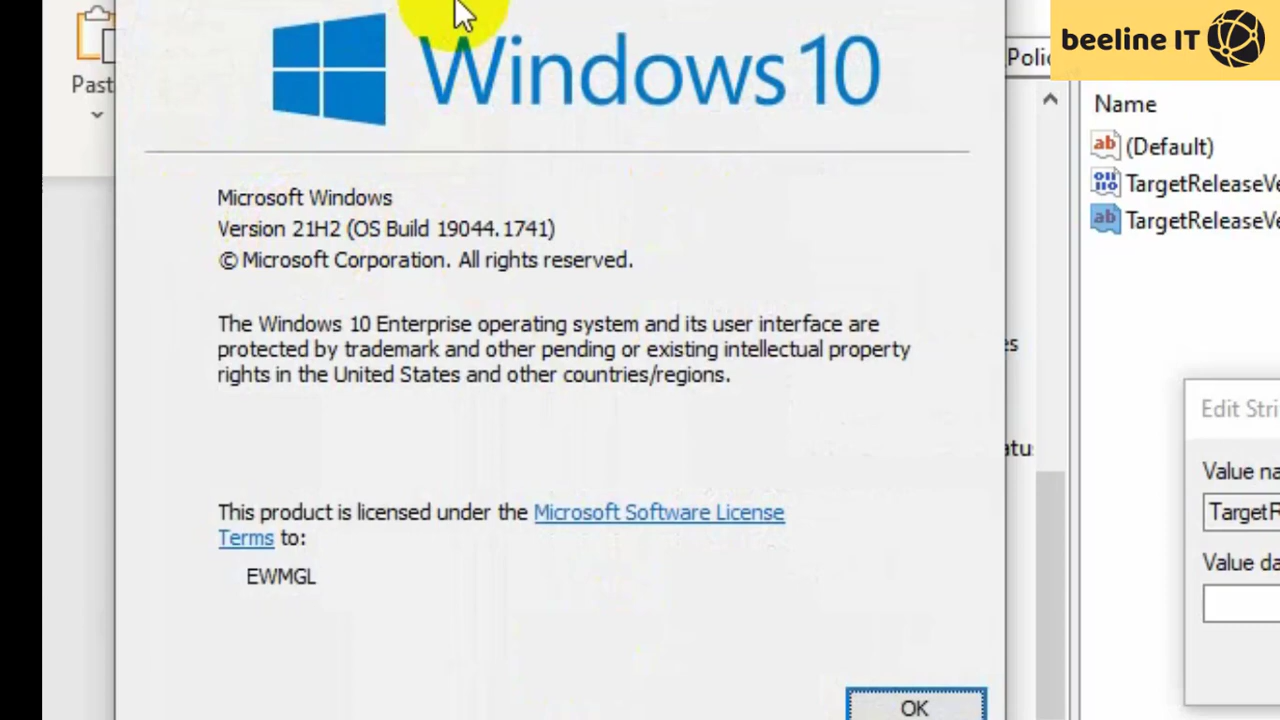 beeline IT
Past
Windows 10
Polic
Name
(Default)
Microsoft Windows
TargetReleaseVe
Version 21H2 (OS Build 19044.1741)
TargetReleaseVe
© Microsoft Corporation. All rights reserved.
The Windows 10 Enterprise operating system and its user interface are
protected by trademark and other pending or existing intellectual property
rights in the United States and other countries/regions.
es
Edit Stri
atus
Value na
TargetR
This product is licensed under the Microsoft Software License
Terms to:
Value da
EWMGL
OK